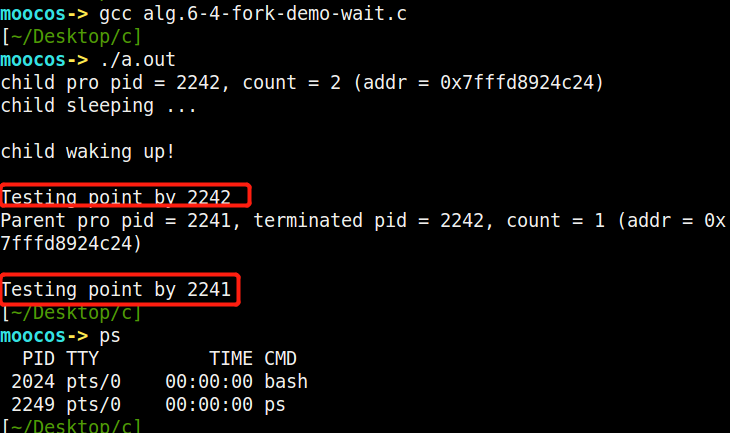 moocos-> gcc alg.6-4-fork-demo-wait.c
[~/Desktop/c]
moocos-> ./a.out
child pro pid = 2242, count = 2 (addr = 0x7fffd8924c24)
child sleeping ...
child waking up!
Testing point by 2242
Parent pro pid = 2241, terminated pid = 2242, count = 1 (addr = 0x
7fffd8924c24)
Testing point by 2241
[~/Desktop/c]
moocos-> ps
PID TTY TIME CMD
2024 pts/0 00:00:00 bash
2249 pts/0 00:00:00 ps
[~/Desktop/c]